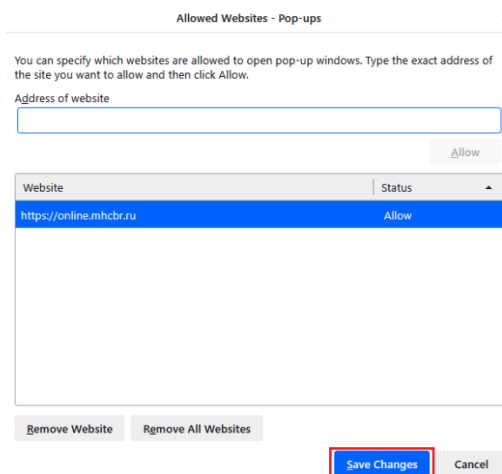 Allowed Websites - Pop-ups
You can specify which websites are allowed to open pop-up windows. Type the exact address of
the site you want to allow and then click Allow.
Address of website
Allow
Website Status
https://online.mhcbr.ru Allow
Remove Website Remove All Websites
Save Changes Cancel